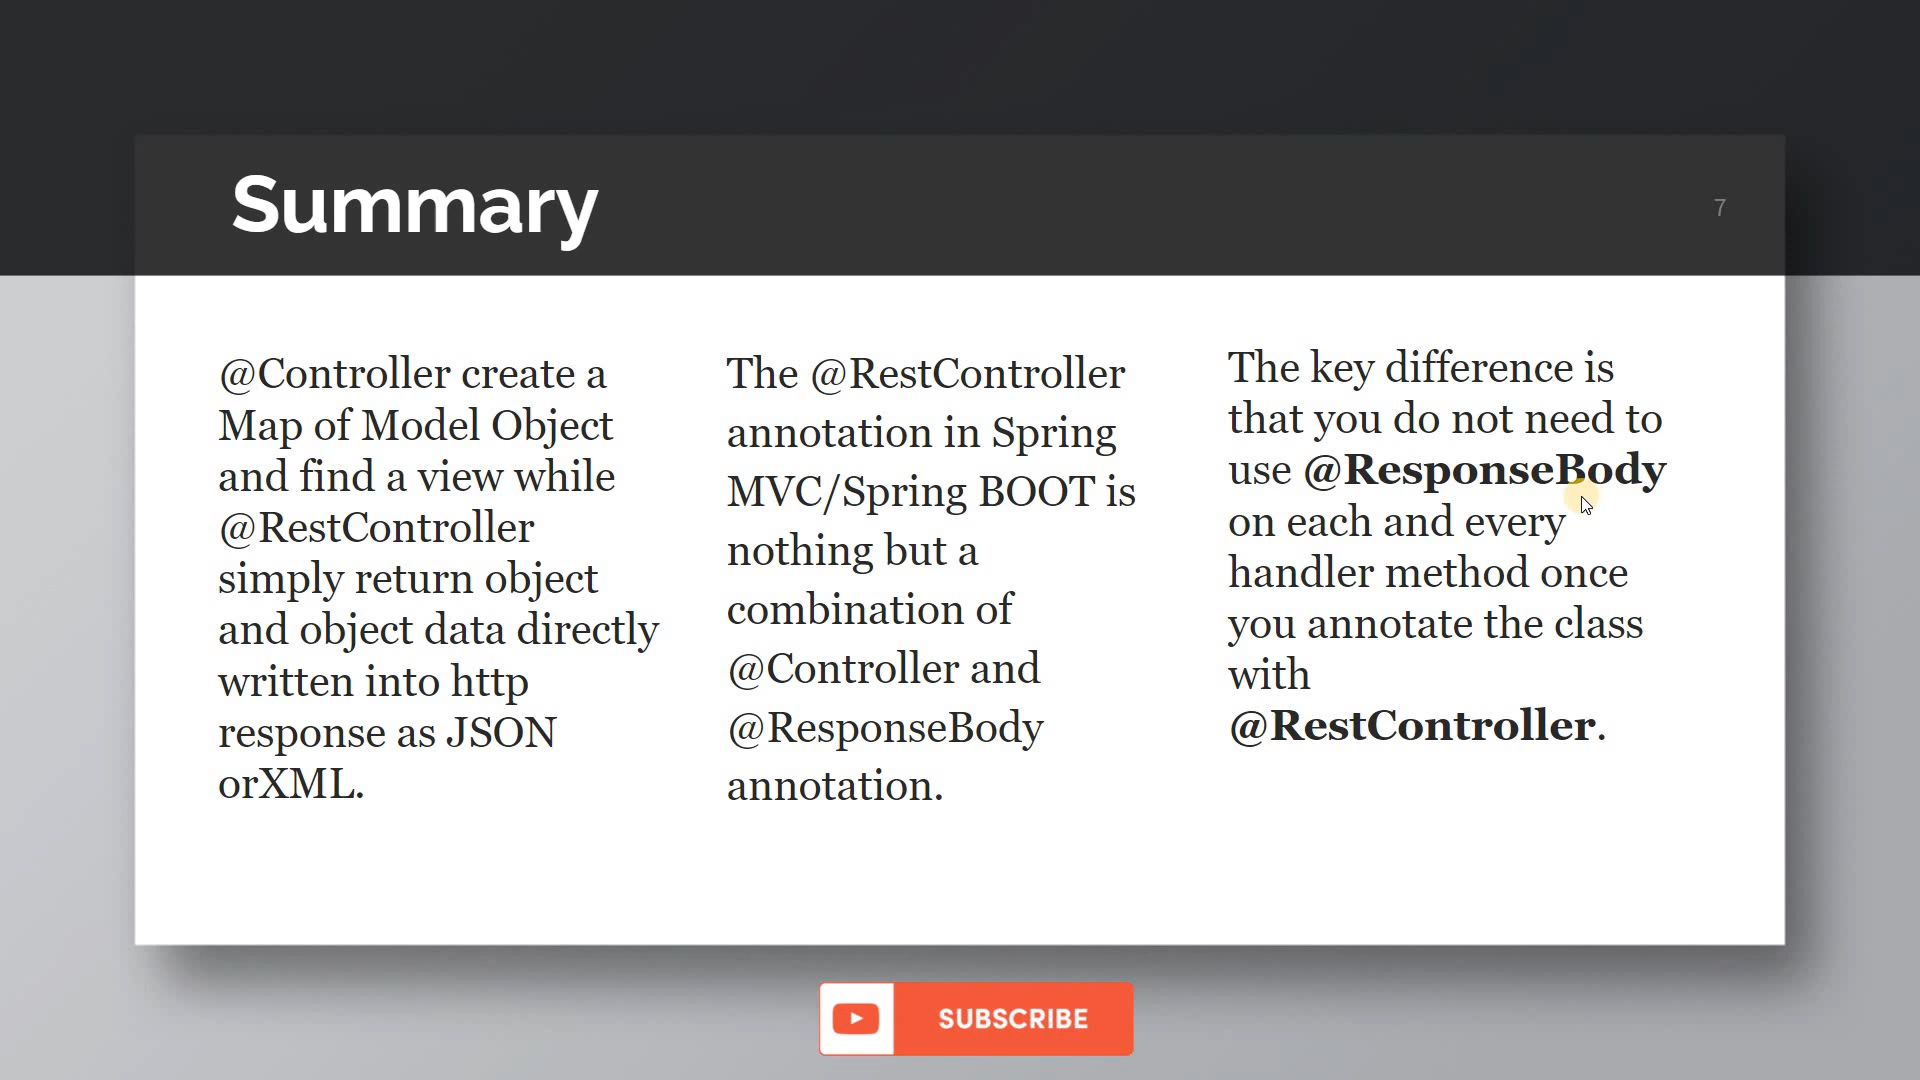 Summary
7
@Controller create a
Map of Model Object
and find a view while
@RestController
simply return object
and object data directly
written into http
response as JSON
orXML.
The @RestController
annotation in Spring
MVC/Spring BOOT is
nothing but a
combination of
@Controller and
@ResponseBody
annotation.
The key difference is
that you do not need to
use @ResponseBody
on each and every
handler method once
you annotate the class
with
@RestController.
SUBSCRIBE